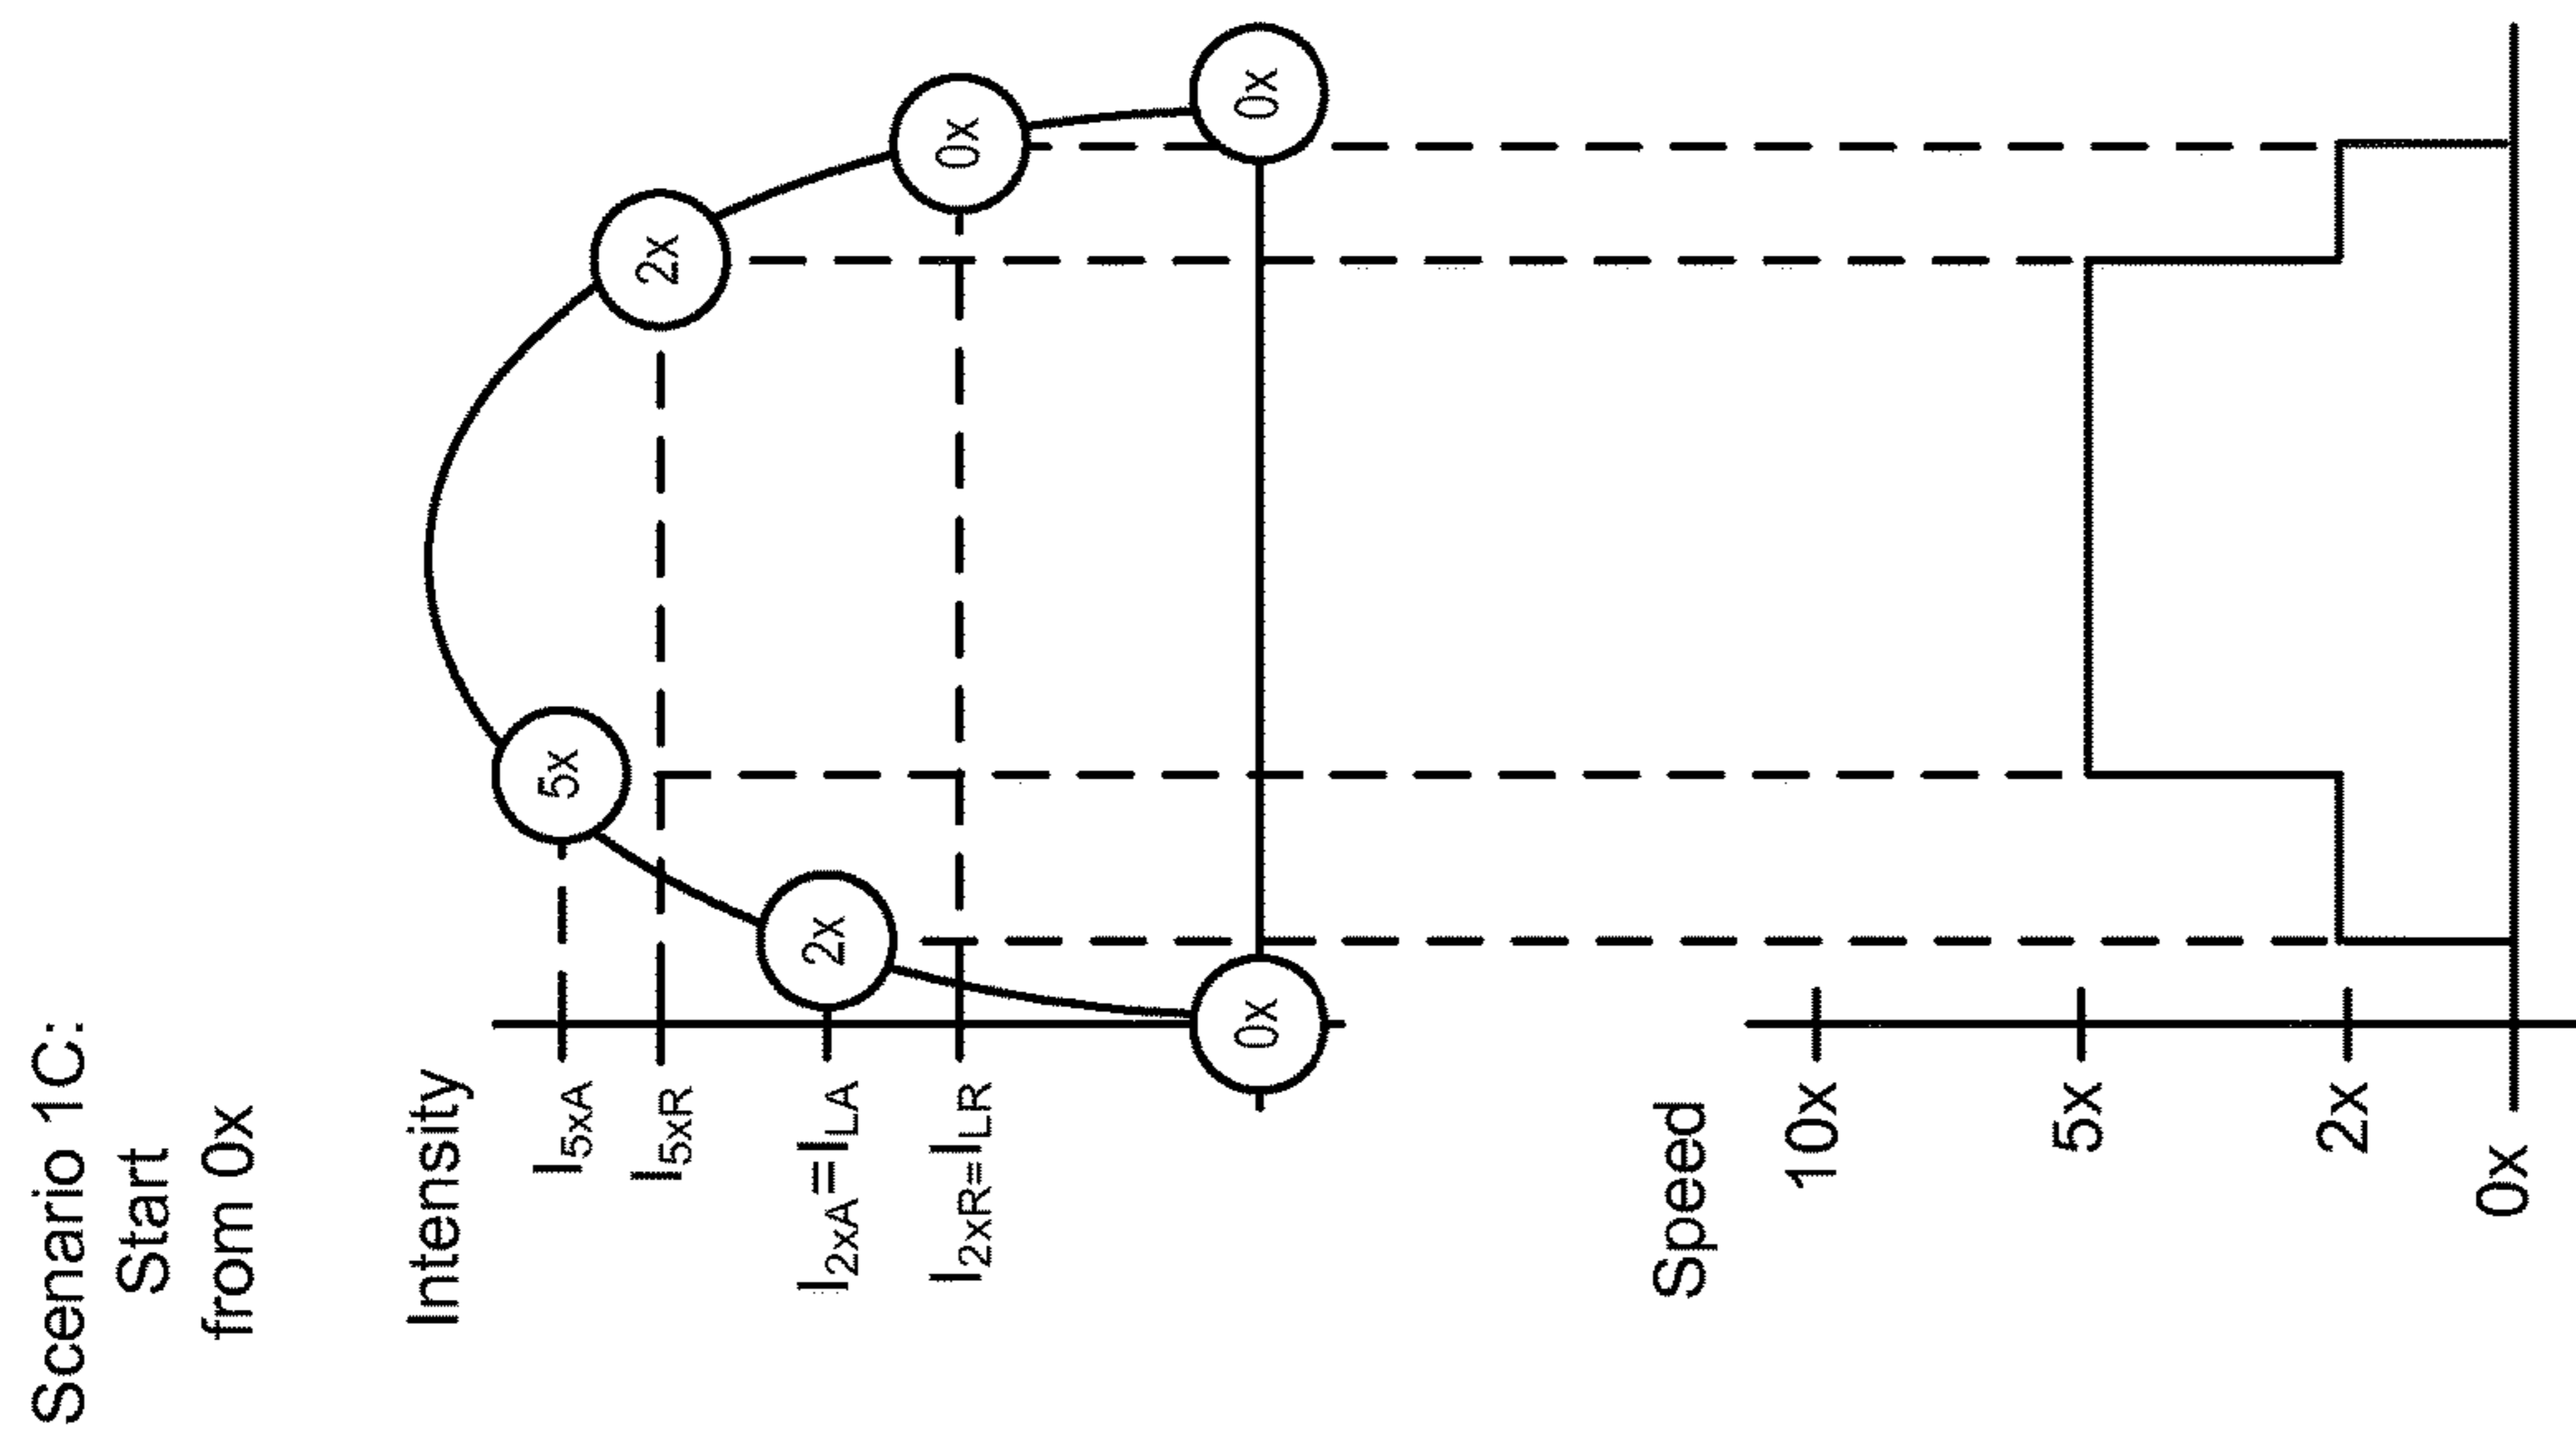 Scenario 1C:
Start
from 0x
Intensity
I5xA
I5xR
I2xA=ILA
I2xR=ILR
0x
2x
5x
2x
0x
0x
Speed
10x
5x
2x
0x